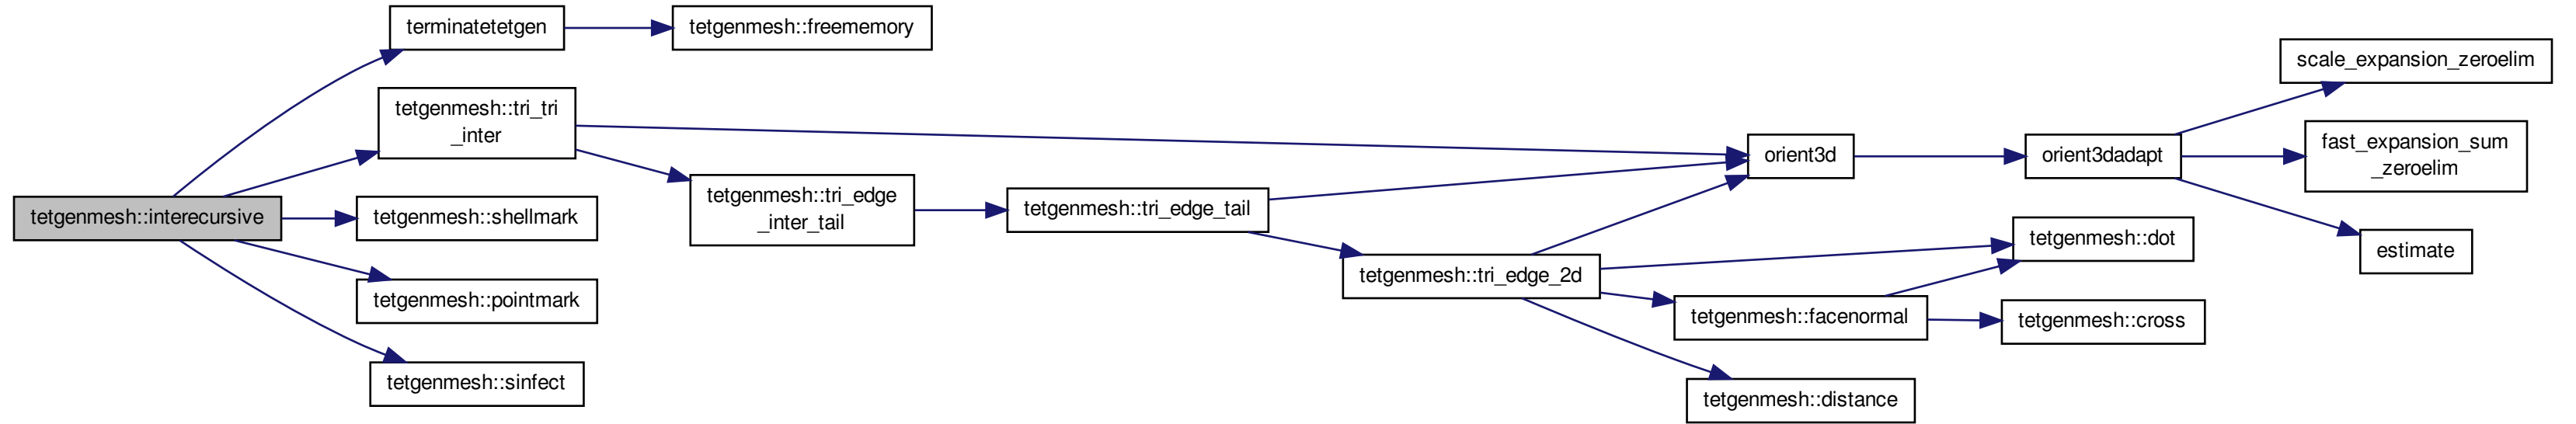 tetgenmesh::interecursive
terminatetetgen
tetgenmesh::freememory
tetgenmesh::tri_tri
_inter
tetgenmesh::shellmark
tetgenmesh::pointmark
tetgenmesh::sinfect
tetgenmesh::tri_edge
_inter_tail
tetgenmesh::tri_edge_tail
tetgenmesh::tri_edge_2d
orient3d
orient3dadapt
scale_expansion_zeroelim
fast_expansion_sum
_zeroelim
estimate
tetgenmesh::dot
tetgenmesh::facenormal
tetgenmesh::cross
tetgenmesh::distance